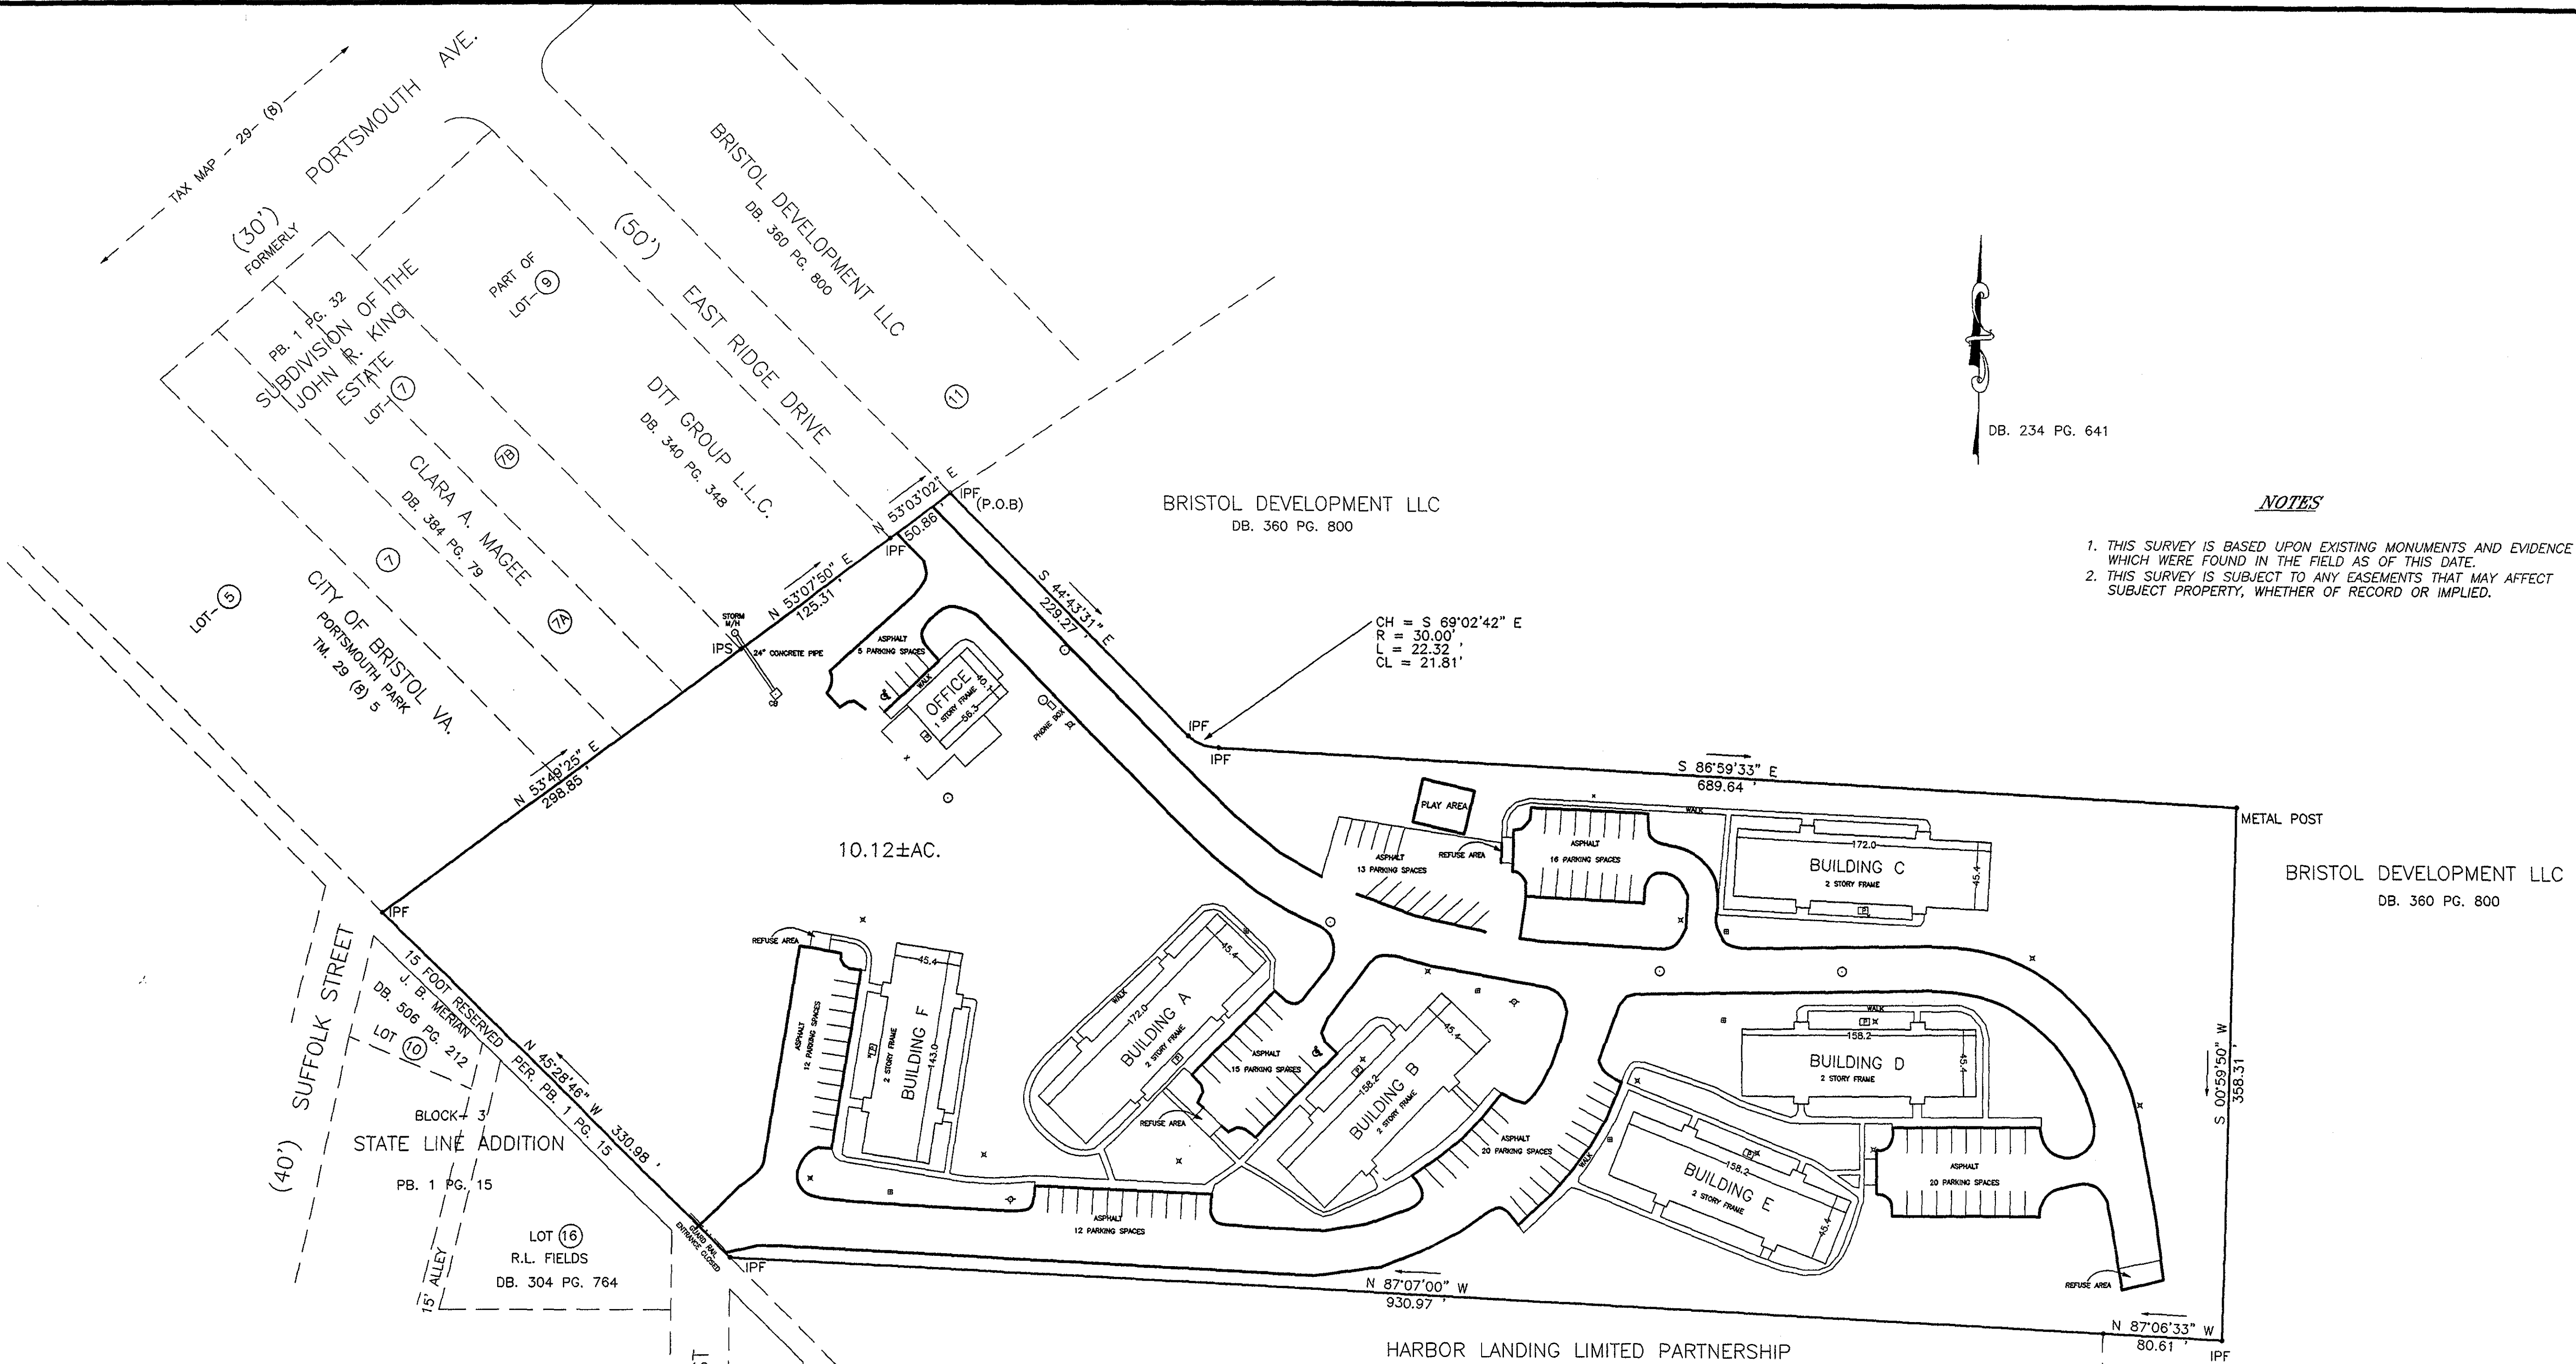 TAX MAP - 29- (8)
PORTSMOUTH AVE.
(30')
FORMERLY
PB. 1 PG. 32
SUBDIVISION OF THE
JOHN R. KING
ESTATE
LOT- 7
PART OF
LOT- 9
(50')
EAST RIDGE DRIVE
BRISTOL DEVELOPMENT LLC
DB. 360 PG. 800
11
DTT GROUP L.L.C.
DB. 340 PG. 348
7B
CLARA A. MAGEE
DB. 384 PG. 79
7
7A
LOT- 5
CITY OF BRISTOL VA.
PORTSMOUTH PARK
TM. 29 (8) 5
N 53°03'02" E
50.86 '
IPF
(P.O.B)
IPF
N 53°07'50" E
125.31 '
STORM
M/H
IPS
24" CONCRETE PIPE
CB
N 53°49'25" E
298.85 '
IPF
BRISTOL DEVELOPMENT LLC
DB. 360 PG. 800
DB. 234 PG. 641
NOTES
1. THIS SURVEY IS BASED UPON EXISTING MONUMENTS AND EVIDENCE
WHICH WERE FOUND IN THE FIELD AS OF THIS DATE.
2. THIS SURVEY IS SUBJECT TO ANY EASEMENTS THAT MAY AFFECT
SUBJECT PROPERTY, WHETHER OF RECORD OR IMPLIED.
S 44°43'31" E
229.27 '
CH = S 69°02'42" E
R = 30.00'
L = 22.32 '
CL = 21.81'
IPF
IPF
S 86°59'33" E
689.64 '
METAL POST
BRISTOL DEVELOPMENT LLC
DB. 360 PG. 800
S 00°59'50" W
358.31 '
ASPHALT
5 PARKING SPACES
WALK
OFFICE
1 STORY FRAME
40.1
56.3
P
PHONE BOX
10.12±AC.
PLAY AREA
ASPHALT
13 PARKING SPACES
REFUSE AREA
ASPHALT
16 PARKING SPACES
WALK
172.0
BUILDING C
2 STORY FRAME
45.4
P
REFUSE AREA
ASPHALT
12 PARKING SPACES
45.4
BUILDING F
2 STORY FRAME
143.0
P
WALK
172.0
45.4
BUILDING A
2 STORY FRAME
P
ASPHALT
15 PARKING SPACES
REFUSE AREA
P
158.2
45.4
BUILDING B
2 STORY FRAME
ASPHALT
20 PARKING SPACES
WALK
WALK
P
158.2
BUILDING D
2 STORY FRAME
45.4
P
158.2
BUILDING E
2 STORY FRAME
45.4
ASPHALT
20 PARKING SPACES
REFUSE AREA
ASPHALT
12 PARKING SPACES
SUFFOLK STREET
(40')
15 FOOT RESERVED PER. PB. 1 PG. 15
J. B. MERIAN
DB. 506 PG. 212
LOT 10
N 45°28'46" W 330.98 '
BLOCK- 3
STATE LINE ADDITION
PB. 1 PG. 15
LOT 16
R.L. FIELDS
DB. 304 PG. 764
15' ALLEY
GUARD RAIL
ENTRANCE CLOSED
IPF
N 87°07'00" W
930.97 '
HARBOR LANDING LIMITED PARTNERSHIP
N 87°06'33" W
80.61 '
IPF